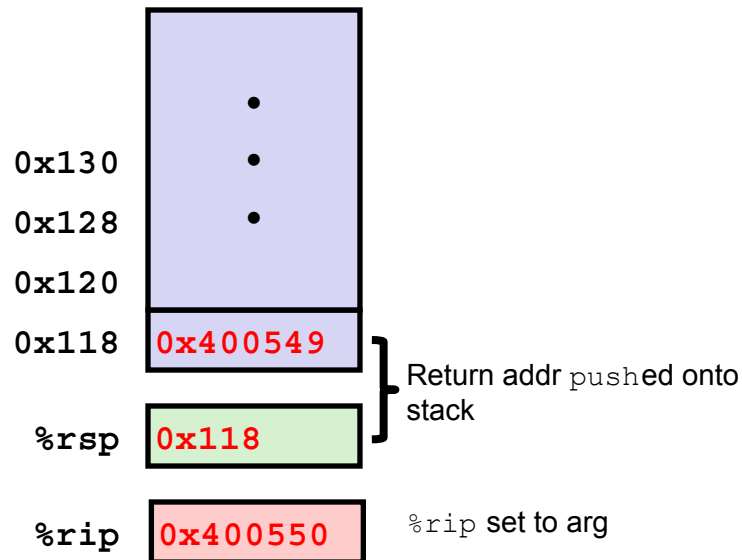 0x130
0x128
0x120
0x118 0x400549
Return addr pushed onto
stack
%rsp 0x118
%rip 0x400550 %rip set to arg